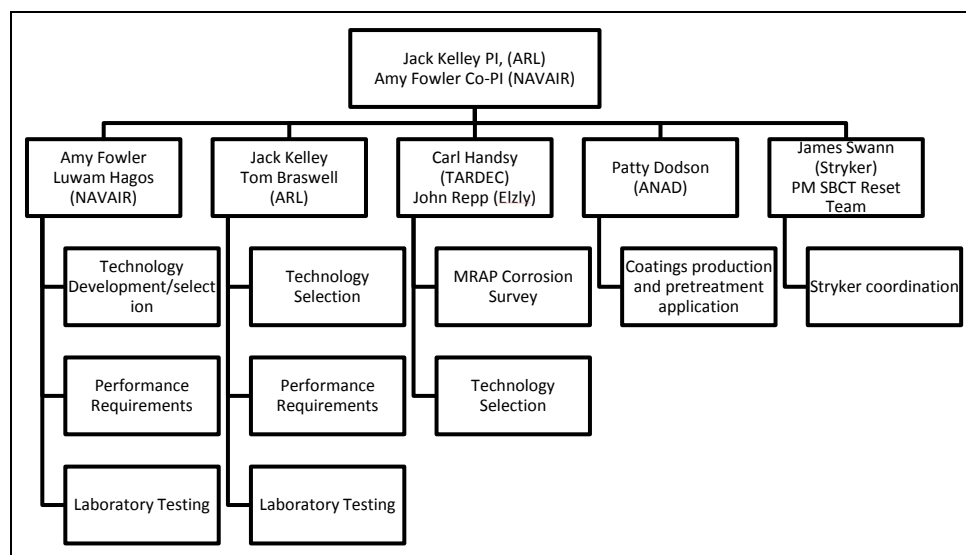 Jack Kelley PI, (ARL)
Amy Fowler Co-PI (NAVAIR)
Amy Fowler
Luwam Hagos
(NAVAIR)
Technology
Development/select
ion
Performance
Requirements
Laboratory Testing
Jack Kelley
Tom Braswell
(ARL)
Technology
Selection
Performance
Requirements
Laboratory Testing
Carl Handsy
(TARDEC)
John Repp (Elzly)
MRAP Corrosion
Survey
Technology
Selection
Patty Dodson
(ANAD)
Coatings production
and pretreatment
application
James Swann
(Stryker)
PM SBCT Reset
Team
Stryker coordination